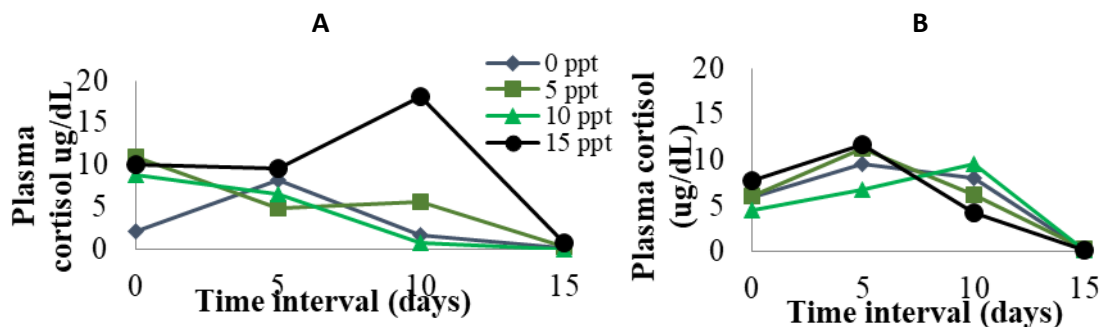 A
Plasma
cortisol ug/dL
20
15
10
5
0
0
5
10
15
Time interval (days)
0 ppt
5 ppt
10 ppt
15 ppt
B
Plasma cortisol
(ug/dL)
20
15
10
5
0
0
5
10
15
Time interval (days)